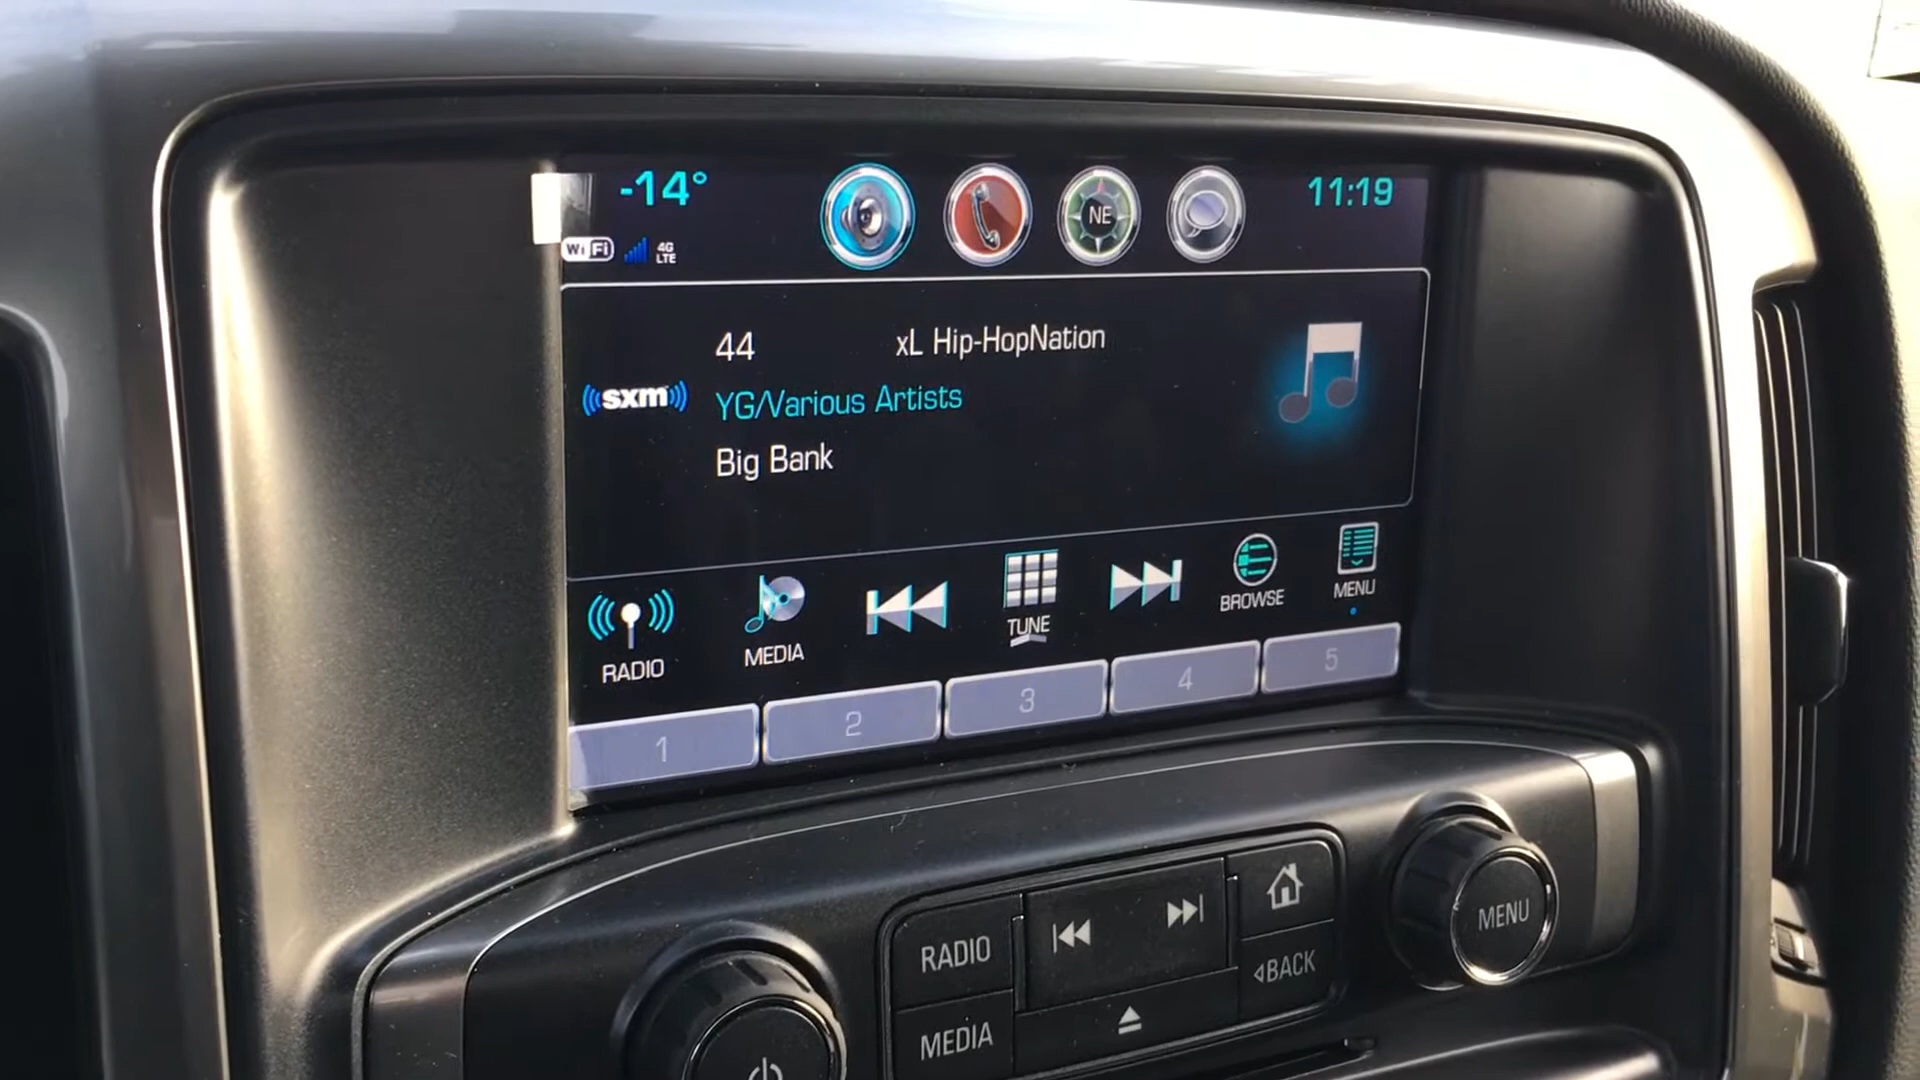 -14°
NE
11:19
WiFi
4G
LTE
44
xL Hip-HopNation
sxm
YG/Various Artists
Big Bank
RADIO
MEDIA
TUNE
BROWSE
MENU
1
2
3
4
5
RADIO
MEDIA
BACK
MENU